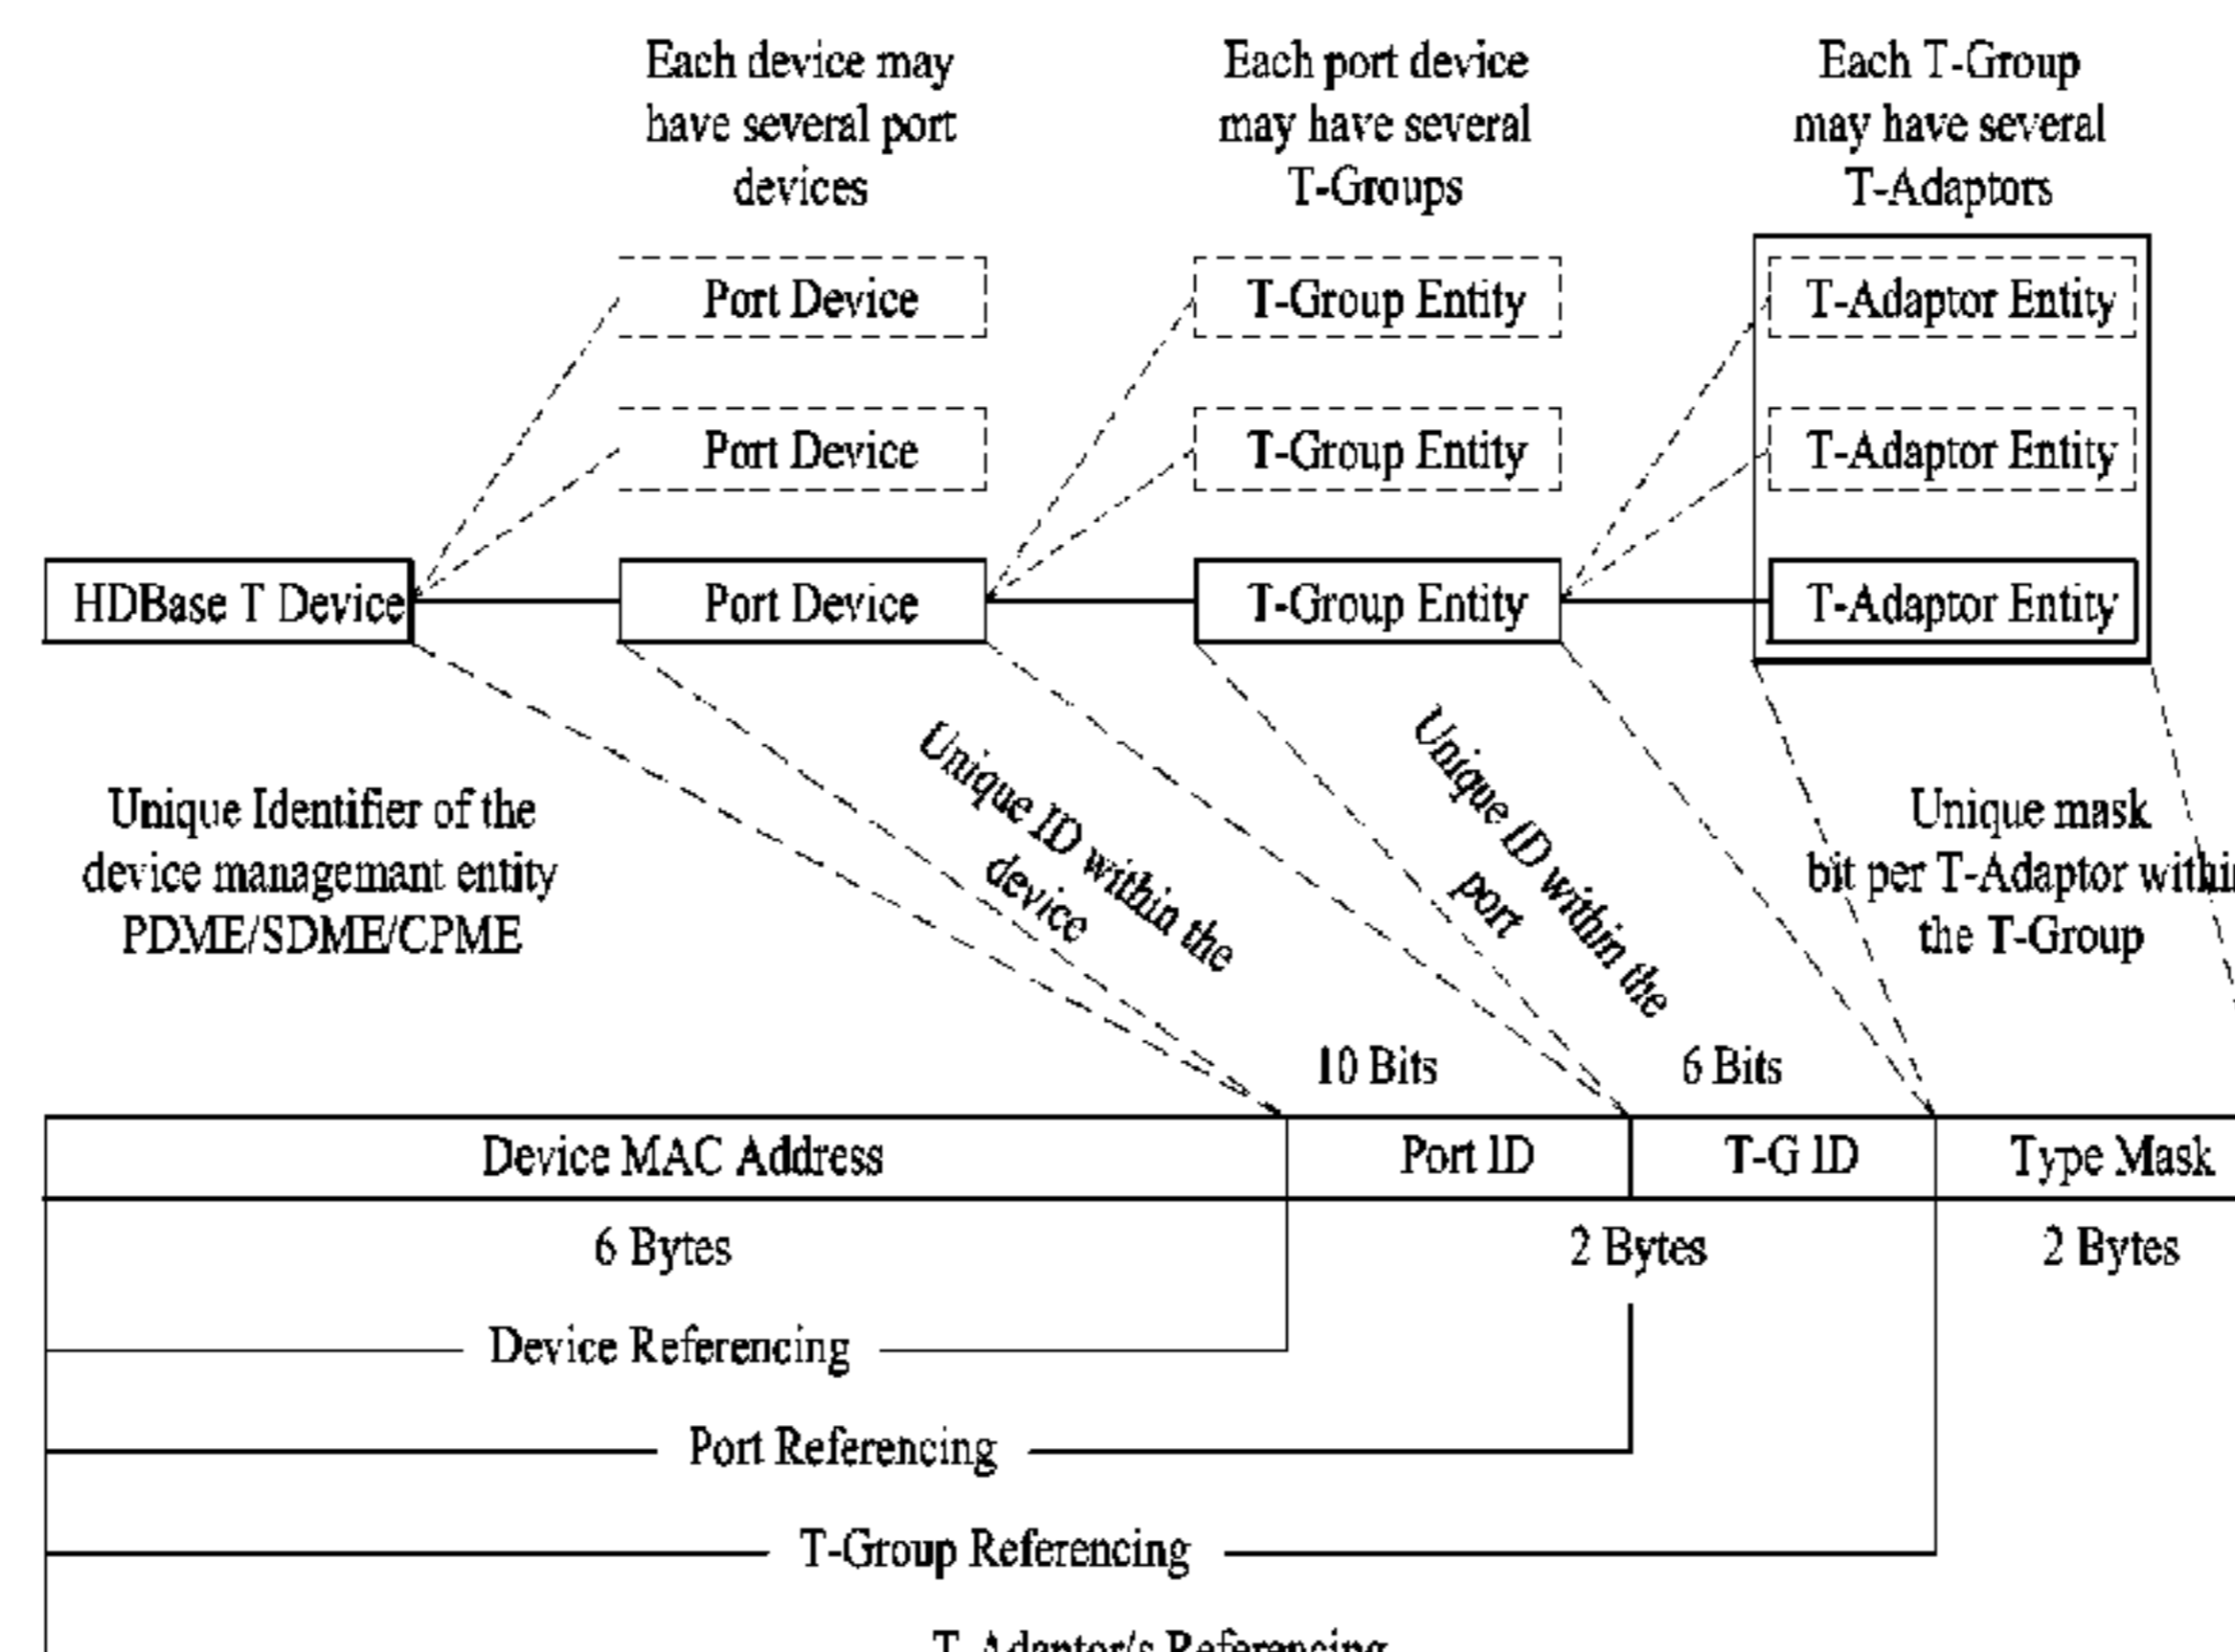 Each device may
have several port
devices
Each port device
may have several
T-Groups
Each T-Group
may have several
T-Adaptors
Port Device
T-Group Entity
T-Adaptor Entity
Port Device
T-Group Entity
T-Adaptor Entity
HDBase T Device
Port Device
T-Group Entity
T-Adaptor Entity
Unique Identifier of the
device managemant entity
PDME/SDME/CPME
Unique ID within the
device
Unique ID within the
port
Unique mask
bit per T-Adaptor within
the T-Group
10 Bits
6 Bits
Device MAC Address
Port ID
T-G ID
Type Mask
6 Bytes
2 Bytes
2 Bytes
Device Referencing
Port Referencing
T-Group Referencing
T-Adaptor/s Referencing